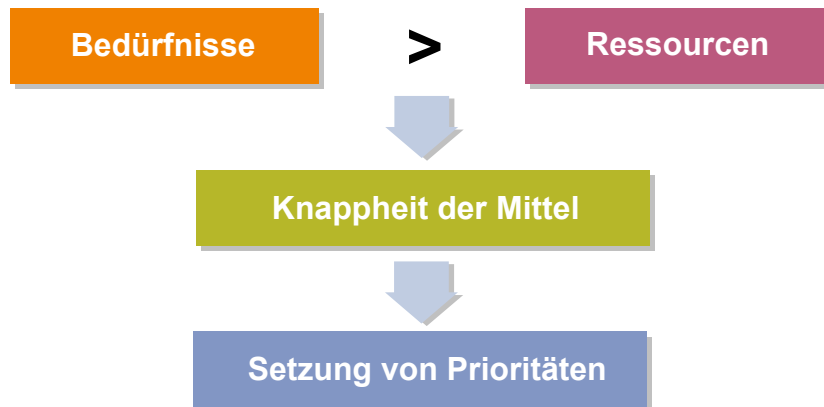 Bedürfnisse > Ressourcen
Knappheit der Mittel
Setzung von Prioritäten